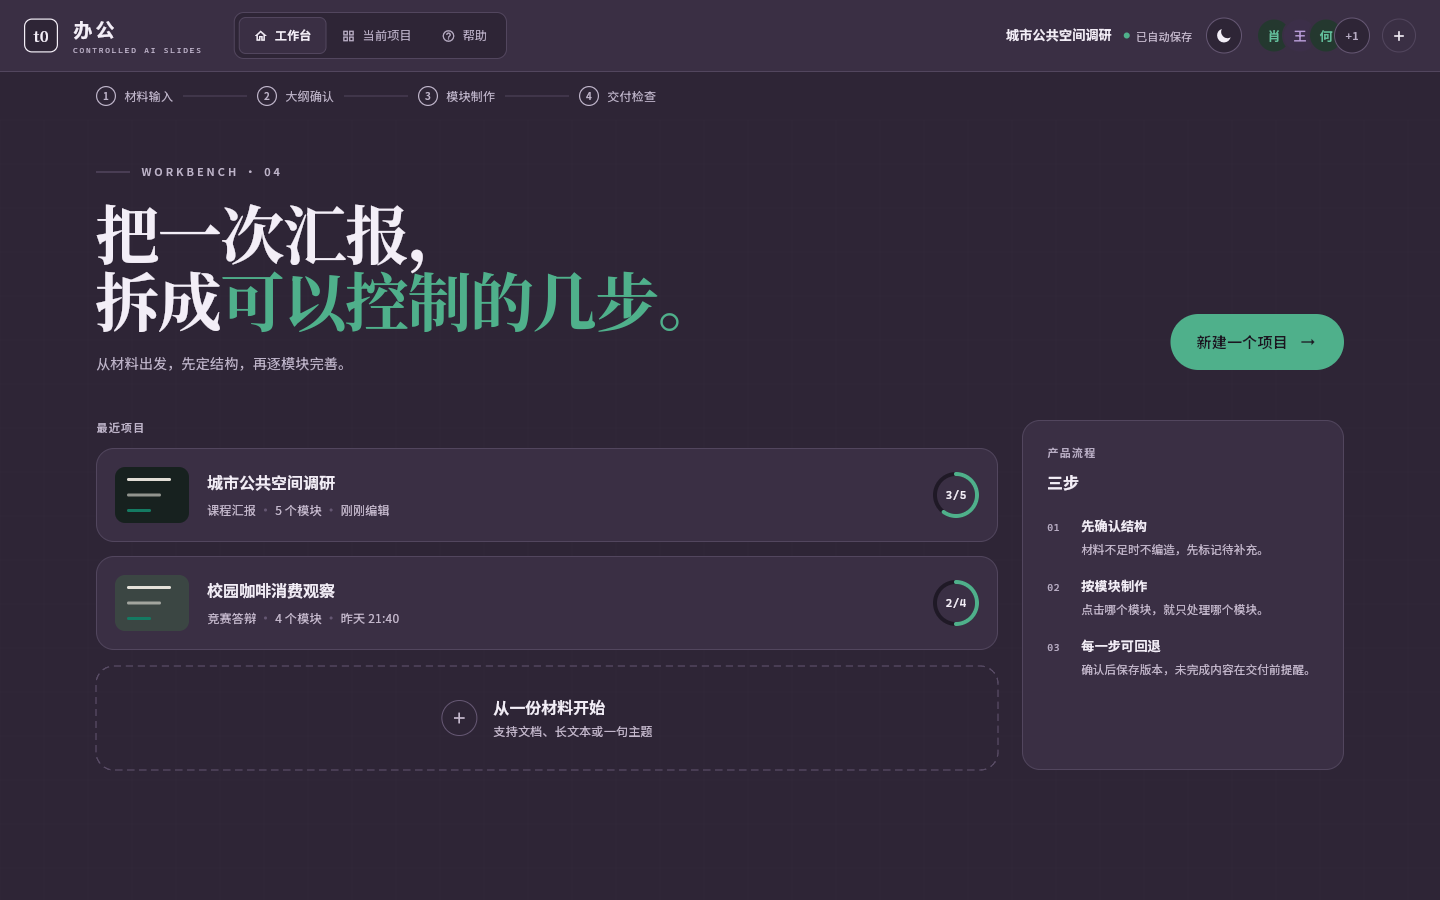 t0
办公
CONTROLLED AI SLIDES
工作台
当前项目
帮助
城市公共空间调研
已自动保存
肖
王
何
+1
1 材料输入
2 大纲确认
3 模块制作
4 交付检查
WORKBENCH · 04
把一次汇报，
拆成可以控制的几步。
从材料出发，先定结构，再逐模块完善。
新建一个项目 →
最近项目
城市公共空间调研
课程汇报 · 5 个模块 · 刚刚编辑
3/5
校园咖啡消费观察
竞赛答辩 · 4 个模块 · 昨天 21:40
2/4
从一份材料开始
支持文档、长文本或一句主题
产品流程
三步
01 先确认结构
材料不足时不编造，先标记待补充。
02 按模块制作
点击哪个模块，就只处理哪个模块。
03 每一步可回退
确认后保存版本，未完成内容在交付前提醒。